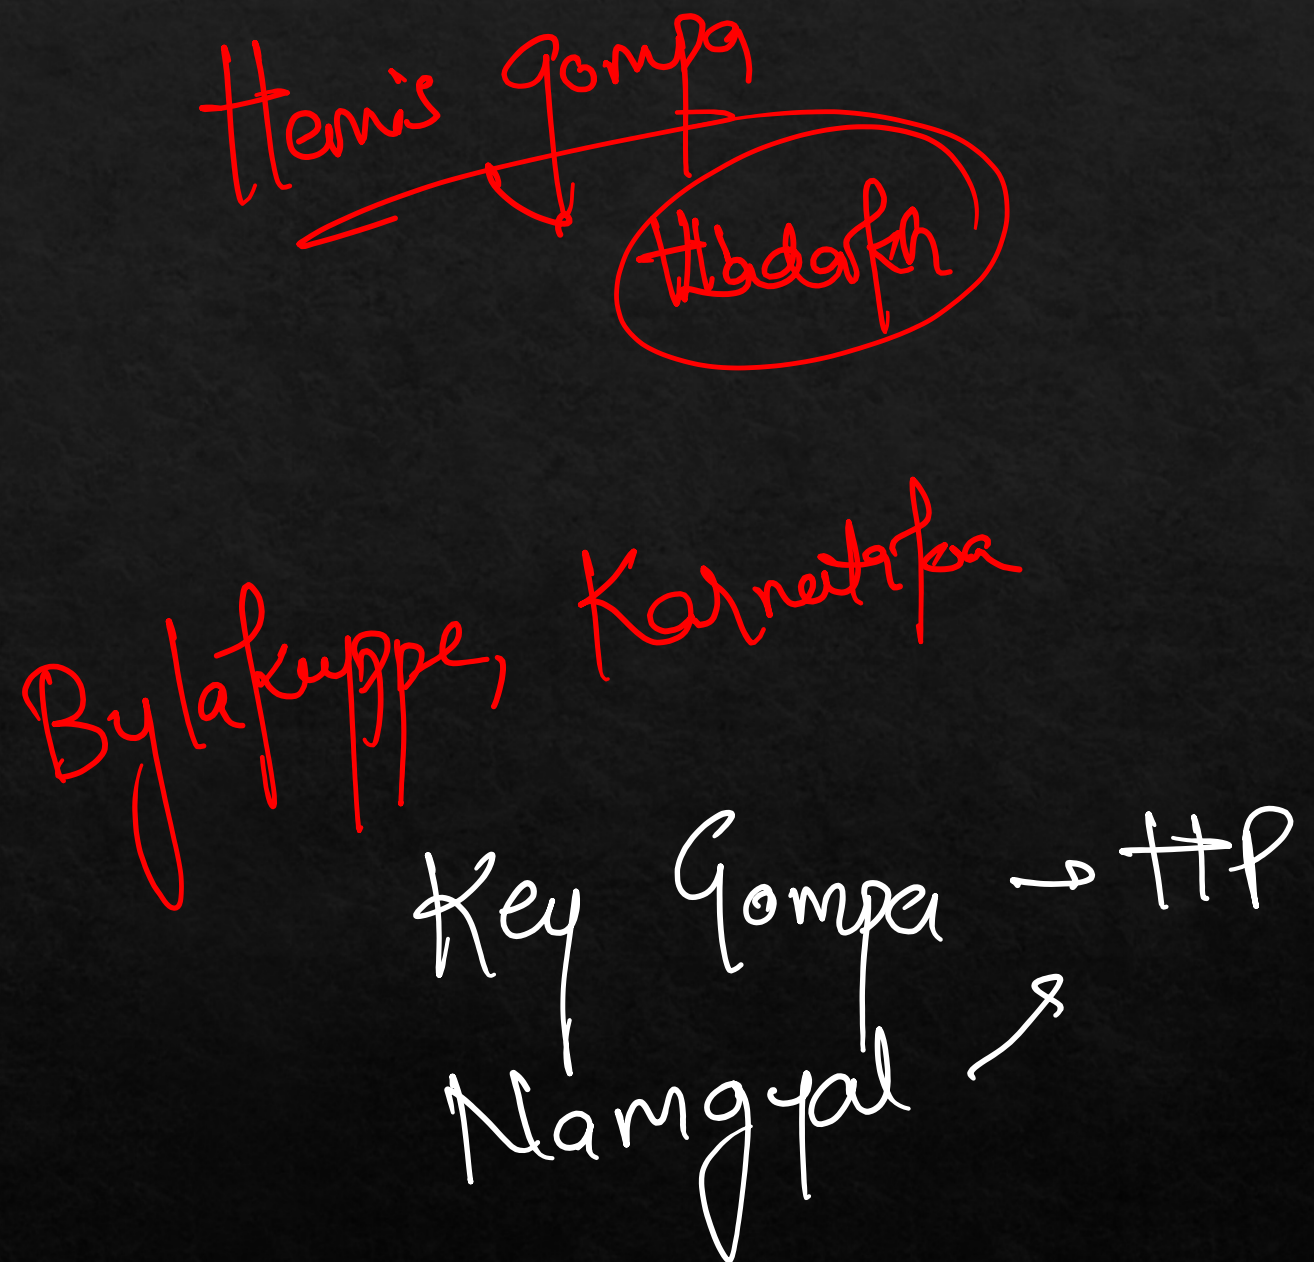 Hemis Gompa
Ladakh
Bylakuppe, Karnataka
Key Gompa → HP
Namgyal ↗